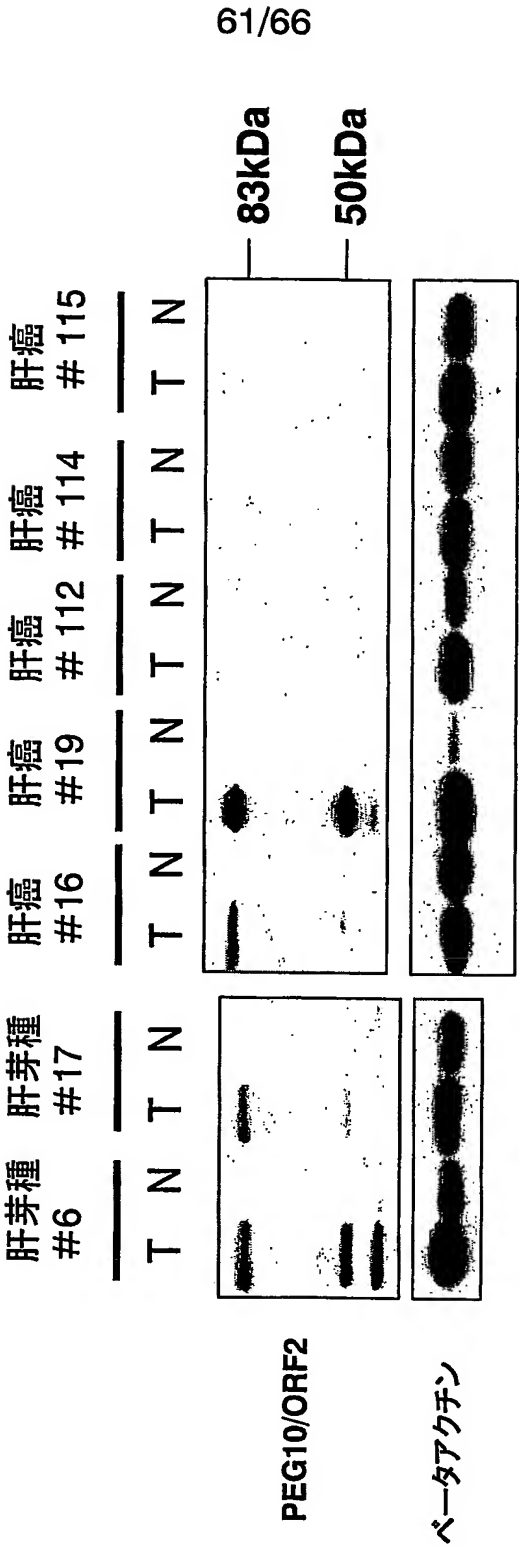 61/66
肝芽種 肝芽種 肝癌 肝癌 肝癌 肝癌 肝癌
#6 #17 #16 #19 #112 #114 #115
T N T N T N T N T N T N T N
83kDa
PEG10/ORF2
50kDa
ベータアクチン